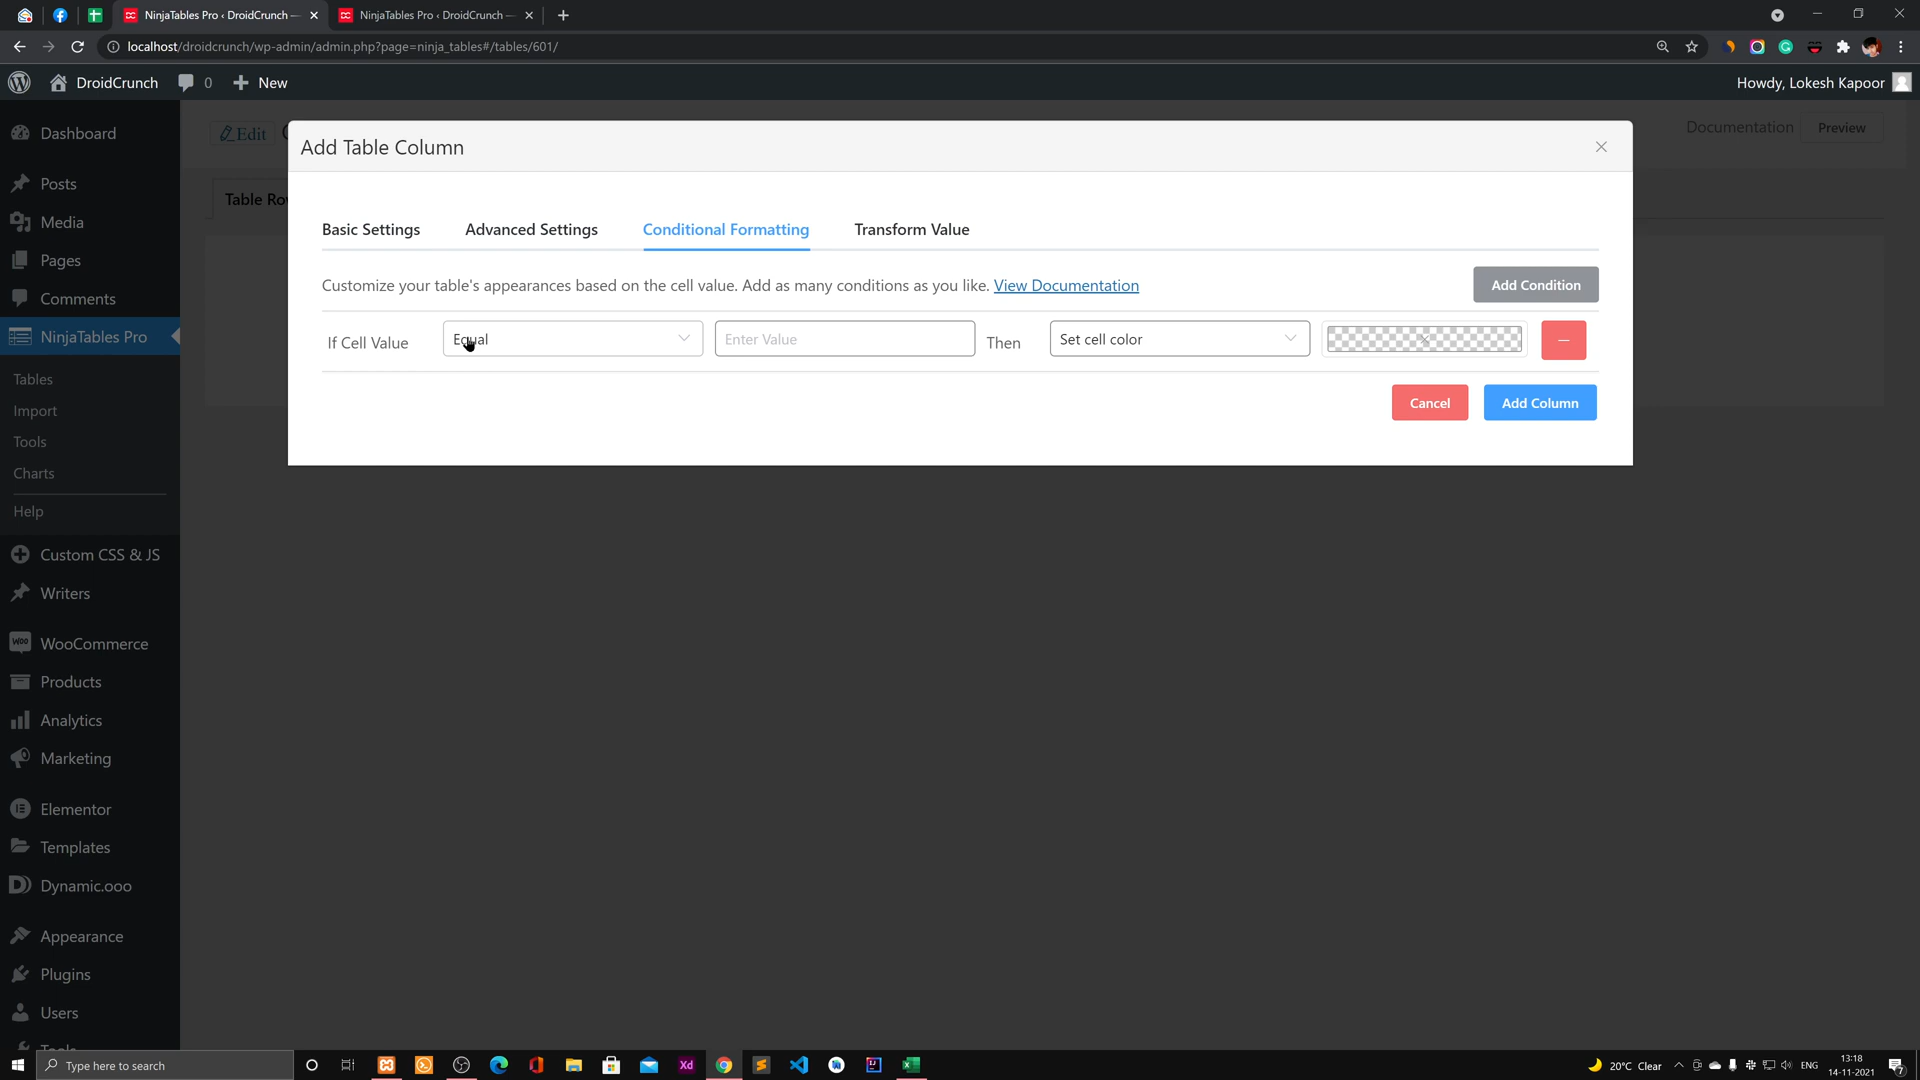 NinjaTables Pro ‹ DroidCrunch —
NinjaTables Pro ‹ DroidCrunch —
localhost/droidcrunch/wp-admin/admin.php?page=ninja_tables#/tables/601/
DroidCrunch
0
New
Howdy, Lokesh Kapoor
Dashboard
Posts
Media
Pages
Comments
NinjaTables Pro
Tables
Import
Tools
Charts
Help
Custom CSS & JS
Writers
WooCommerce
Products
Analytics
Marketing
Elementor
Templates
Dynamic.ooo
Appearance
Plugins
Users
Edit
Documentation
Preview
Table Ro
Add Table Column
Basic Settings
Advanced Settings
Conditional Formatting
Transform Value
Customize your table's appearances based on the cell value. Add as many conditions as you like. View Documentation
Add Condition
If Cell Value
Equal
Enter Value
Then
Set cell color
Cancel
Add Column
Type here to search
Xd
20°C Clear
ENG
13:18
14-11-2021